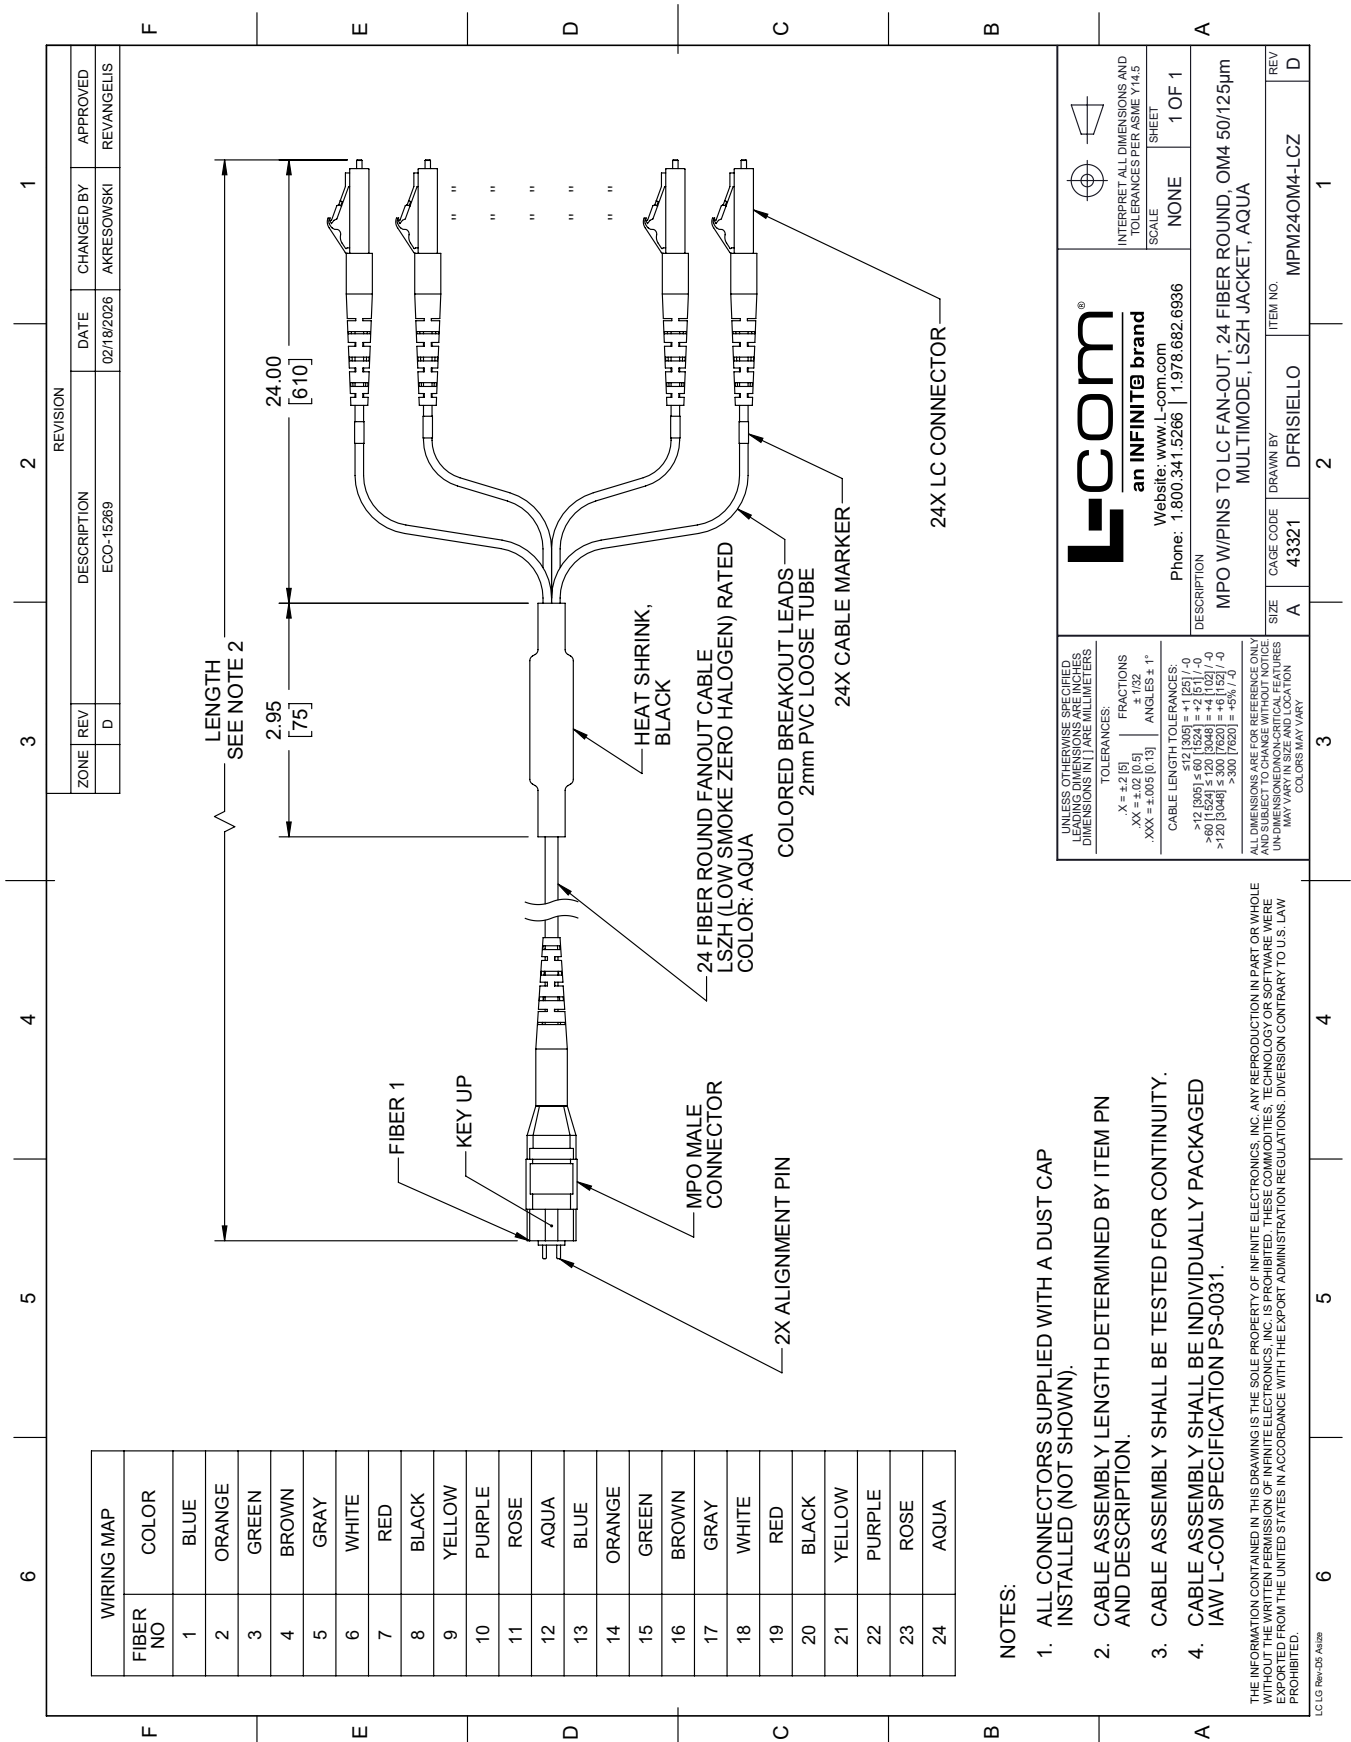 6 5 4 3 2 1
F
E
D
C
B
A
REVISION
ZONE REV DESCRIPTION DATE CHANGED BY APPROVED
D ECO-15269 02/18/2026 AKRESOWSKI REVANGELIS
WIRING MAP
FIBER NO COLOR
1 BLUE
2 ORANGE
3 GREEN
4 BROWN
5 GRAY
6 WHITE
7 RED
8 BLACK
9 YELLOW
10 PURPLE
11 ROSE
12 AQUA
13 BLUE
14 ORANGE
15 GREEN
16 BROWN
17 GRAY
18 WHITE
19 RED
20 BLACK
21 YELLOW
22 PURPLE
23 ROSE
24 AQUA
LENGTH
SEE NOTE 2
2.95
[75]
24.00
[610]
FIBER 1
KEY UP
MPO MALE
CONNECTOR
2X ALIGNMENT PIN
24 FIBER ROUND FANOUT CABLE
LSZH (LOW SMOKE ZERO HALOGEN) RATED
COLOR: AQUA
HEAT SHRINK,
BLACK
COLORED BREAKOUT LEADS
2mm PVC LOOSE TUBE
24X CABLE MARKER
24X LC CONNECTOR
" "
" "
" "
" "
" "
NOTES:
1. ALL CONNECTORS SUPPLIED WITH A DUST CAP
INSTALLED (NOT SHOWN).
2. CABLE ASSEMBLY LENGTH DETERMINED BY ITEM PN
AND DESCRIPTION.
3. CABLE ASSEMBLY SHALL BE TESTED FOR CONTINUITY.
4. CABLE ASSEMBLY SHALL BE INDIVIDUALLY PACKAGED
IAW L-COM SPECIFICATION PS-0031.
THE INFORMATION CONTAINED IN THIS DRAWING IS THE SOLE PROPERTY OF INFINITE ELECTRONICS, INC. ANY REPRODUCTION IN PART OR WHOLE
WITHOUT THE WRITTEN PERMISSION OF INFINITE ELECTRONICS, INC. IS PROHIBITED. THESE COMMODITIES, TECHNOLOGY OR SOFTWARE WERE
EXPORTED FROM THE UNITED STATES IN ACCORDANCE WITH THE EXPORT ADMINISTRATION REGULATIONS. DIVERSION CONTRARY TO U.S. LAW
PROHIBITED.
UNLESS OTHERWISE SPECIFIED
LEADING DIMENSIONS ARE INCHES
DIMENSIONS IN [ ] ARE MILLIMETERS
TOLERANCES:
.X = ±.2 [5] FRACTIONS
.XX = ±.02 [0.5] ± 1/32
.XXX = ±.005 [0.13] ANGLES ± 1°
CABLE LENGTH TOLERANCES:
≤12 [305] = +1 [25] / -0
>12 [305] ≤ 60 [1524] = +2 [51] / -0
>60 [1524] ≤ 120 [3048] = +4 [102] / -0
>120 [3048] ≤ 300 [7620] = +6 [152] / -0
>300 [7620] = +5% / -0
ALL DIMENSIONS ARE FOR REFERENCE ONLY
AND SUBJECT TO CHANGE WITHOUT NOTICE.
UN-DIMENSIONED/NON-CRITICAL FEATURES
MAY VARY IN SIZE AND LOCATION
COLORS MAY VARY
L-com®
an INFINITE brand
Website: www.L-com.com
Phone: 1.800.341.5266 | 1.978.682.6936
INTERPRET ALL DIMENSIONS AND
TOLERANCES PER ASME Y14.5
SCALE NONE
SHEET 1 OF 1
DESCRIPTION
MPO W/PINS TO LC FAN-OUT, 24 FIBER ROUND, OM4 50/125µm
MULTIMODE, LSZH JACKET, AQUA
SIZE A
CAGE CODE 43321
DRAWN BY DFRISIELLO
ITEM NO. MPM24OM4-LCZ
REV D
6 5 4 3 2 1
F
E
D
C
B
A
LC LG Rev-D5 Asize